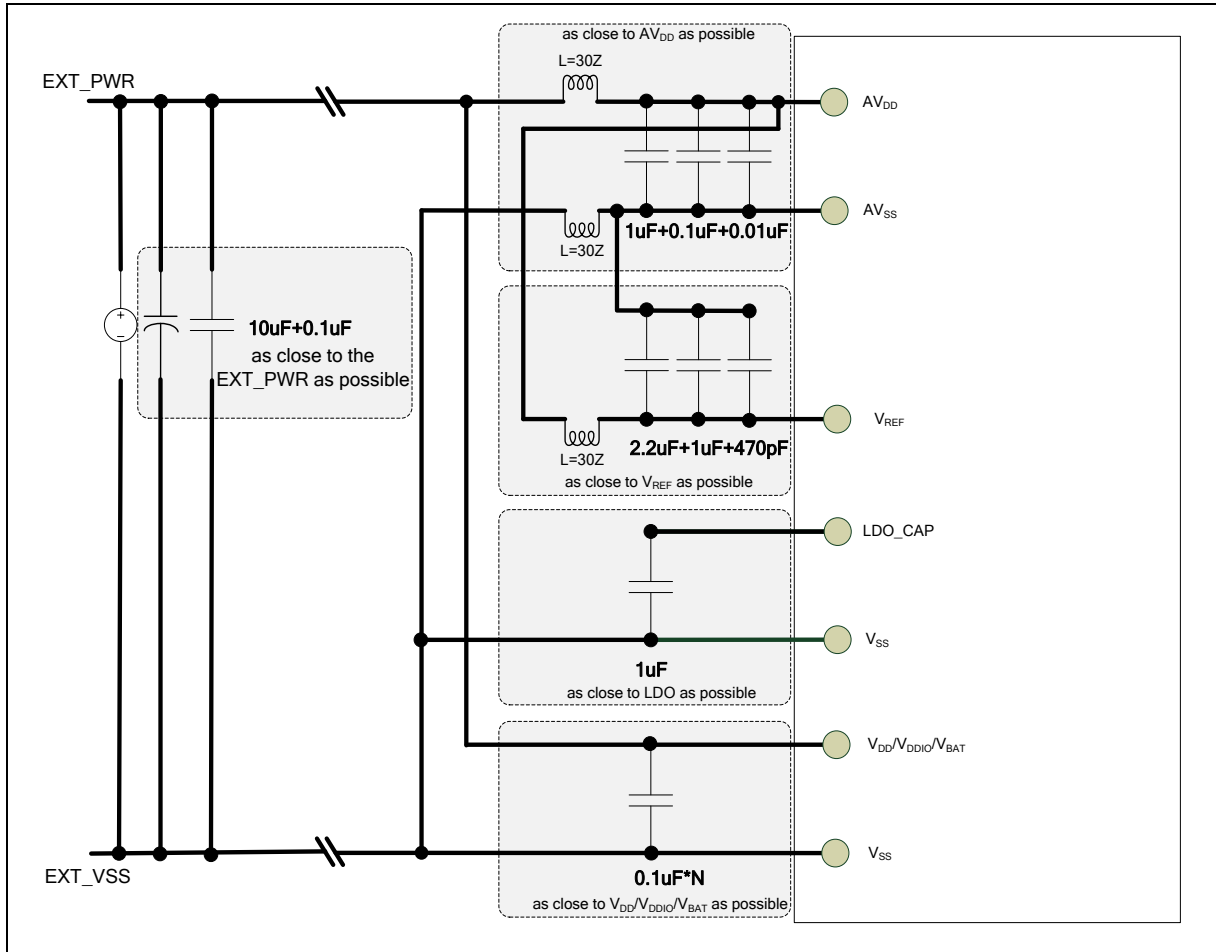 as close to AVDD as possible
L=30Z
EXT_PWR
AVDD
AVSS
1uF+0.1uF+0.01uF
L=30Z
+
−
10uF+0.1uF
as close to the
EXT_PWR as possible
VREF
2.2uF+1uF+470pF
L=30Z
as close to VREF as possible
LDO_CAP
VSS
1uF
as close to LDO as possible
VDD/VDDIO/VBAT
VSS
EXT_VSS
0.1uF*N
as close to VDD/VDDIO/VBAT as possible